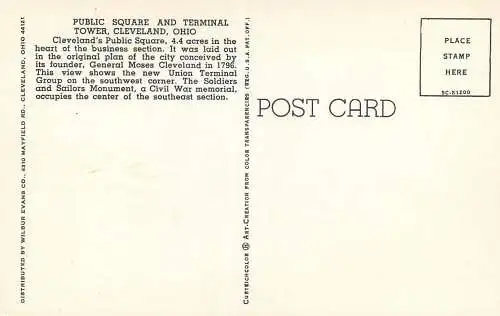 PUBLIC SQUARE AND TERMINAL
TOWER, CLEVELAND, OHIO
Cleveland's Public Square, 4.4 acres in the
heart of the business section. It was laid out
in the original plan of the city conceived by
its founder, General Moses Cleveland in 1796.
This view shows the new Union Terminal
Group on the southwest corner. The Soldiers
and Sailors Monument, a Civil War memorial,
occupies the center of the southeast section.
DISTRIBUTED BY WILBUR EVANS CO., 6210 MAYFIELD RD., CLEVELAND, OHIO 44121
CURTEICHCOLOR ® ART-CREATION FROM COLOR TRANSPARENCIES (REG. U.S.A. PAT. OFF.)
POST CARD
PLACE
STAMP
HERE
5C-K1200